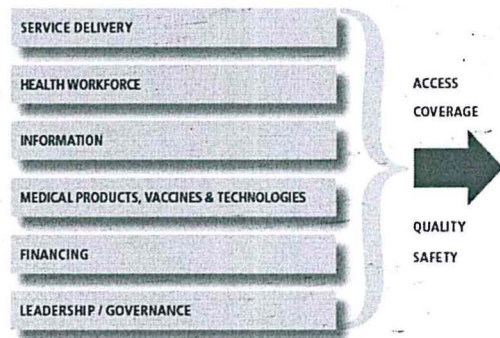 SERVICE DELIVERY
HEALTH WORKFORCE
INFORMATION
MEDICAL PRODUCTS, VACCINES & TECHNOLOGIES
FINANCING
LEADERSHIP / GOVERNANCE
ACCESS
COVERAGE
QUALITY
SAFETY